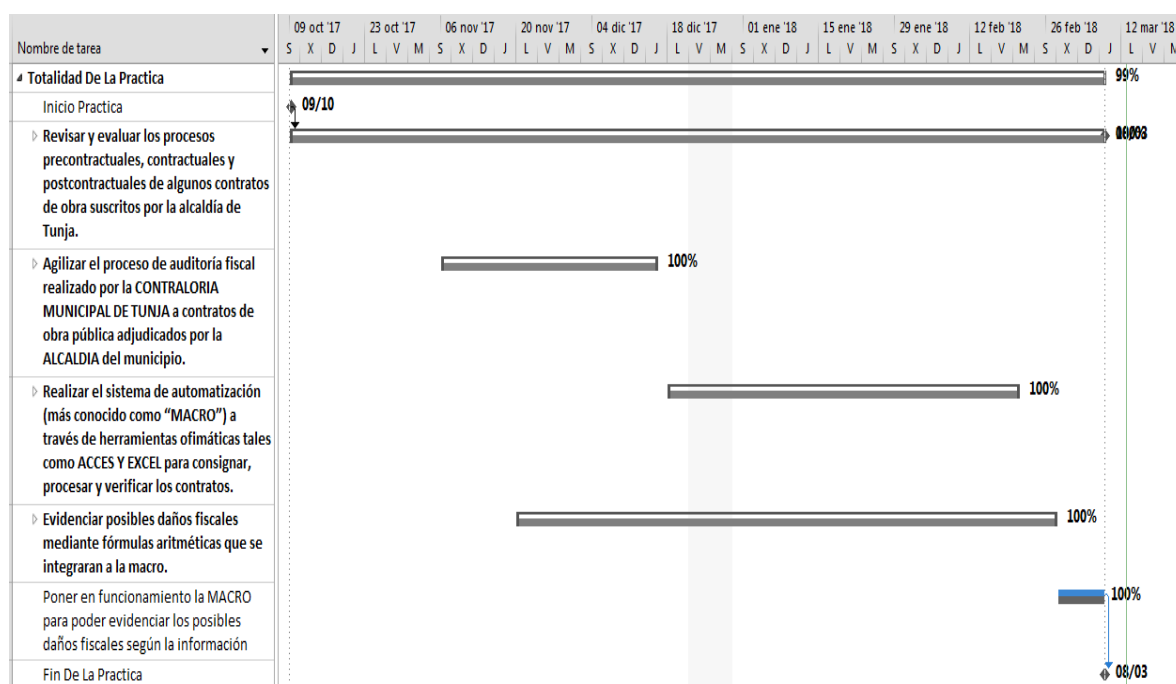 09 oct '17 23 oct '17 06 nov '17 20 nov '17 04 dic '17 18 dic '17 01 ene '18 15 ene '18 29 ene '18 12 feb '18 26 feb '18 12 mar '18
Nombre de tarea S X D J L V M S X D J L V M S X D J L V M S X D J L V M S X D J L V M S X D J L V M
Totalidad De La Practica 99%
Inicio Practica 09/10
Revisar y evaluar los procesos
precontractuales, contractuales y
postcontractuales de algunos contratos
de obra suscritos por la alcaldía de
Tunja.
Agilizar el proceso de auditoría fiscal 100%
realizado por la CONTRALORIA
MUNICIPAL DE TUNJA a contratos de
obra pública adjudicados por la
ALCALDIA del municipio.
Realizar el sistema de automatización 100%
(más conocido como “MACRO”) a
través de herramientas ofimáticas tales
como ACCES Y EXCEL para consignar,
procesar y verificar los contratos.
Evidenciar posibles daños fiscales 100%
mediante fórmulas aritméticas que se
integraran a la macro.
Poner en funcionamiento la MACRO 100%
para poder evidenciar los posibles
daños fiscales según la información
Fin De La Practica 08/03